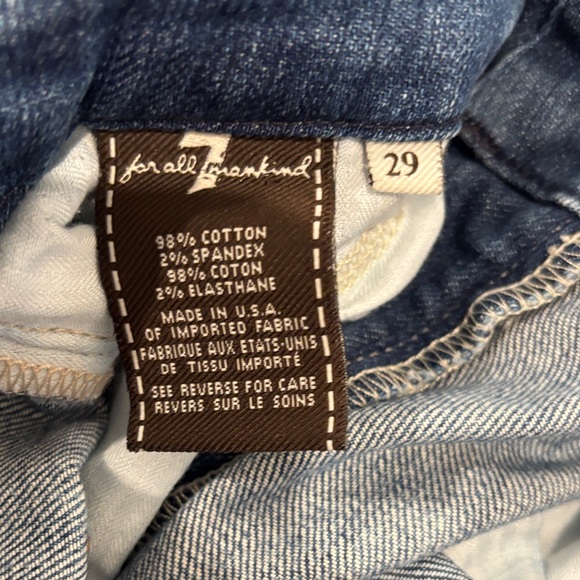 7
for all mankind
29
98% COTTON
2% SPANDEX
98% COTON
2% ELASTHANE
MADE IN U.S.A.
OF IMPORTED FABRIC
FABRIQUE AUX ETATS-UNIS
DE TISSU IMPORTÉ
SEE REVERSE FOR CARE
REVERS SUR LE SOINS